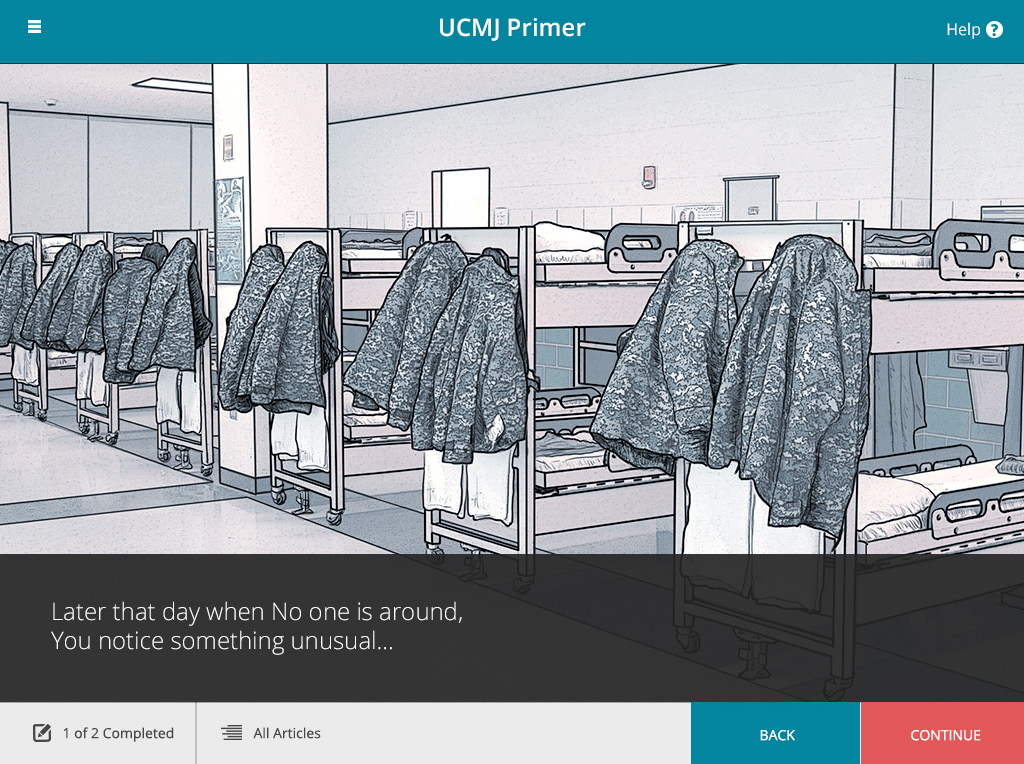 UCMJ Primer
Help ?
Later that day when No one is around,
You notice something unusual...
1 of 2 Completed
All Articles
BACK
CONTINUE